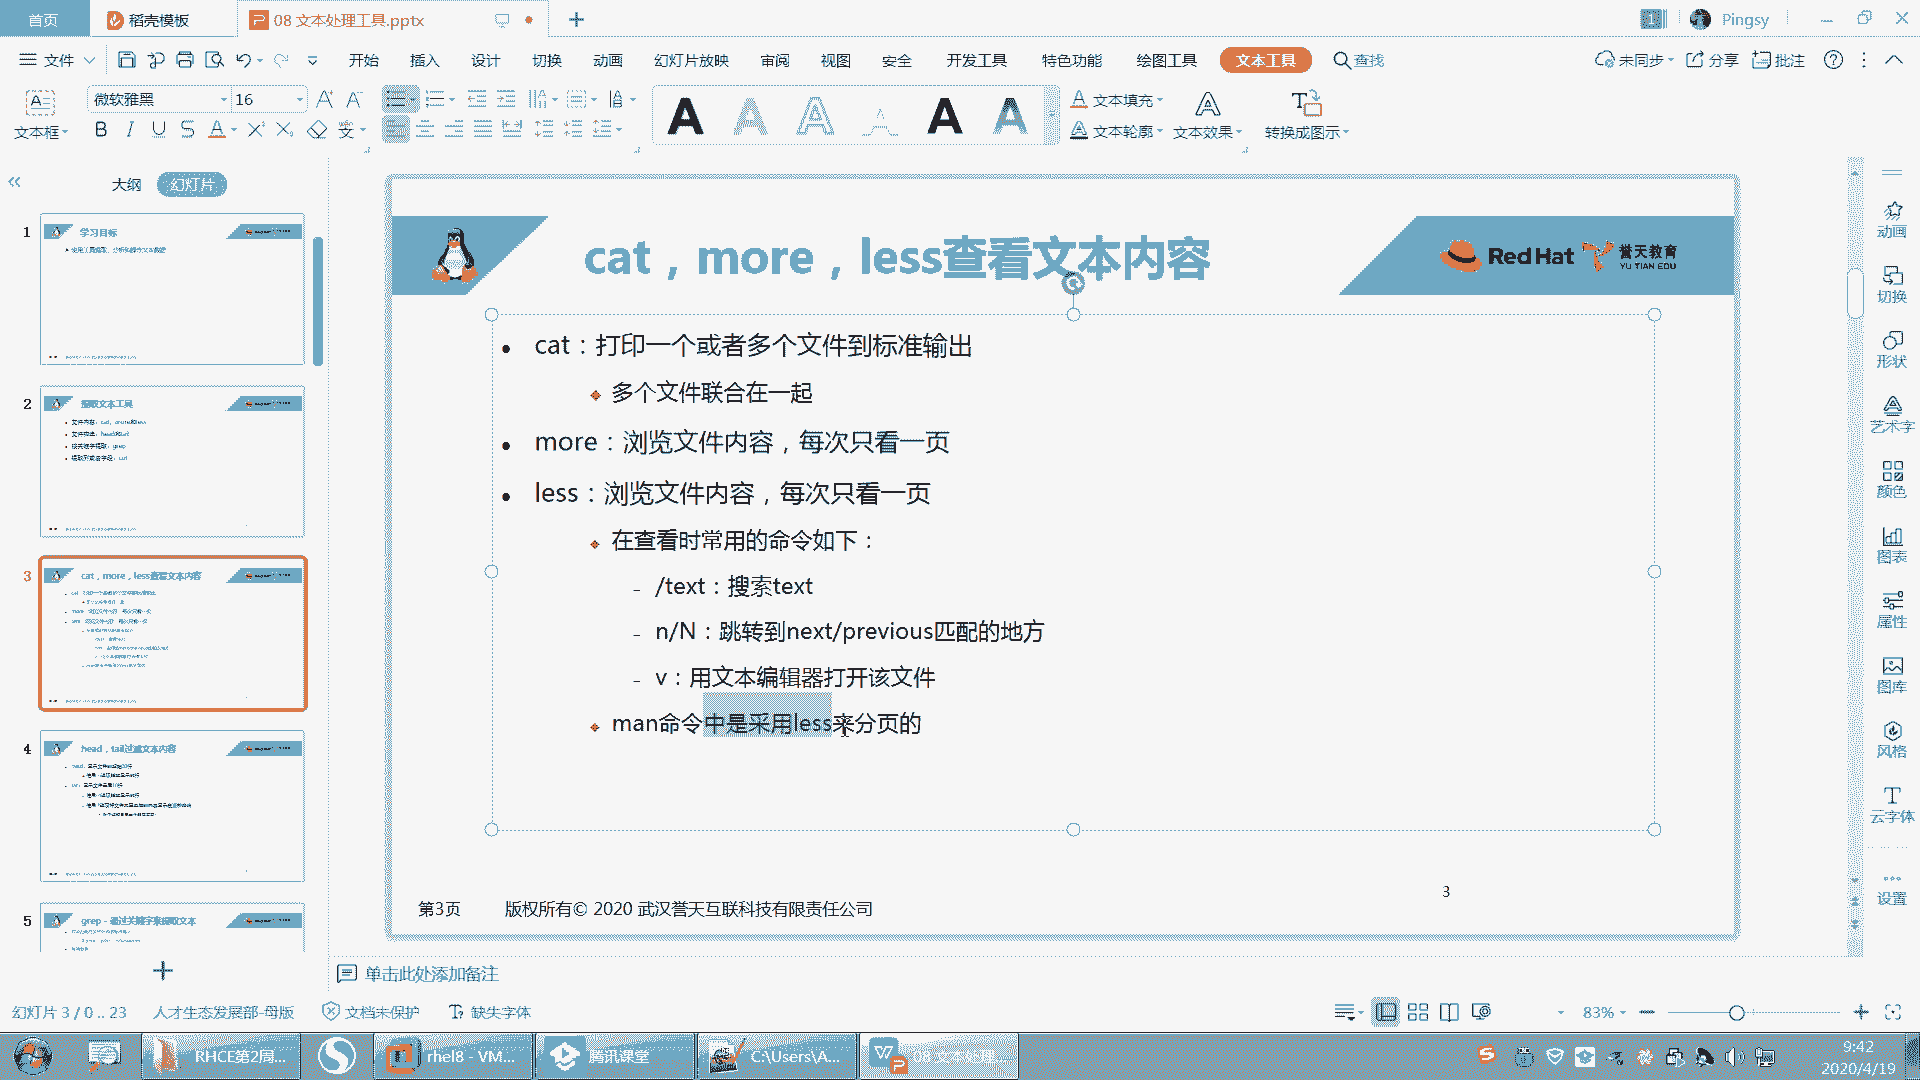 首页
稻壳模板
08 文本处理工具.pptx
Pingsy
文件
开始
插入
设计
切换
动画
幻灯片放映
审阅
视图
安全
开发工具
特色功能
绘图工具
文本工具
查找
未同步
分享
批注
文本框
微软雅黑
16
文本填充
文本轮廓
文本效果
转换成图示
大纲
幻灯片
1
学习目标
2
提取文本工具
3
cat，more，less查看文本内容
4
head，tail过滤文本内容
5
grep - 通过关键字来提取文本
cat，more，less查看文本内容
Red Hat
誉天教育
YU TIAN EDU
cat：打印一个或者多个文件到标准输出
多个文件联合在一起
more：浏览文件内容，每次只看一页
less：浏览文件内容，每次只看一页
在查看时常用的命令如下：
/text：搜索text
n/N：跳转到next/previous匹配的地方
v：用文本编辑器打开该文件
man命令中是采用less来分页的
3
第3页
版权所有© 2020 武汉誉天互联科技有限责任公司
动画
切换
形状
艺术字
颜色
图表
属性
图库
风格
云字体
设置
单击此处添加备注
幻灯片 3 / 0 .. 23
人才生态发展部-母版
文档未保护
缺失字体
83%
RHCE第2周...
rhel8 - VM...
腾讯课堂
C:\Users\A...
08 文本处理...
9:42
2020/4/19